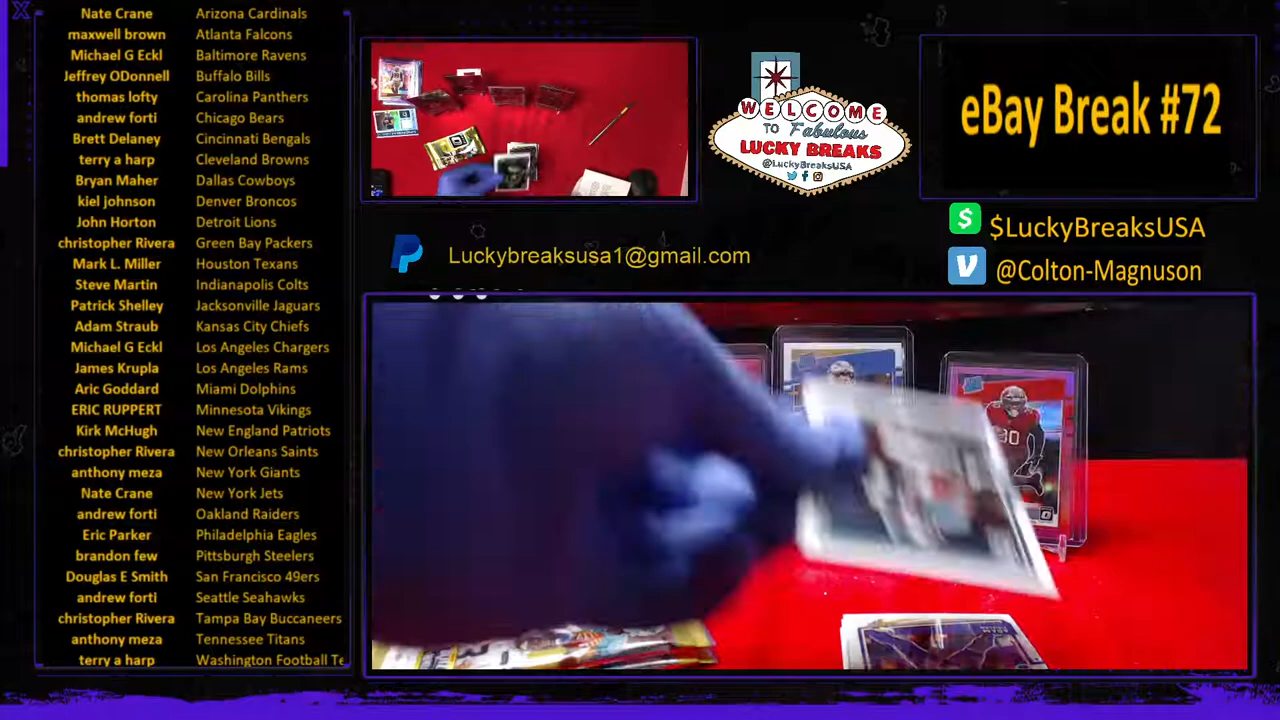 Nate Crane Arizona Cardinals
maxwell brown Atlanta Falcons
Michael G Eckl Baltimore Ravens
Jeffrey ODonnell Buffalo Bills
thomas lofty Carolina Panthers
andrew forti Chicago Bears
Brett Delaney Cincinnati Bengals
terry a harp Cleveland Browns
Bryan Maher Dallas Cowboys
kiel johnson Denver Broncos
John Horton Detroit Lions
christopher Rivera Green Bay Packers
Mark L. Miller Houston Texans
Steve Martin Indianapolis Colts
Patrick Shelley Jacksonville Jaguars
Adam Straub Kansas City Chiefs
Michael G Eckl Los Angeles Chargers
James Krupla Los Angeles Rams
Aric Goddard Miami Dolphins
ERIC RUPPERT Minnesota Vikings
Kirk McHugh New England Patriots
christopher Rivera New Orleans Saints
anthony meza New York Giants
Nate Crane New York Jets
andrew forti Oakland Raiders
Eric Parker Philadelphia Eagles
brandon few Pittsburgh Steelers
Douglas E Smith San Francisco 49ers
andrew forti Seattle Seahawks
christopher Rivera Tampa Bay Buccaneers
anthony meza Tennessee Titans
terry a harp Washington Football Te
WELCOME
TO Fabulous
LUCKY BREAKS
@LuckyBreaksUSA
eBay Break #72
$LuckyBreaksUSA
@Colton-Magnuson
Luckybreaksusa1@gmail.com